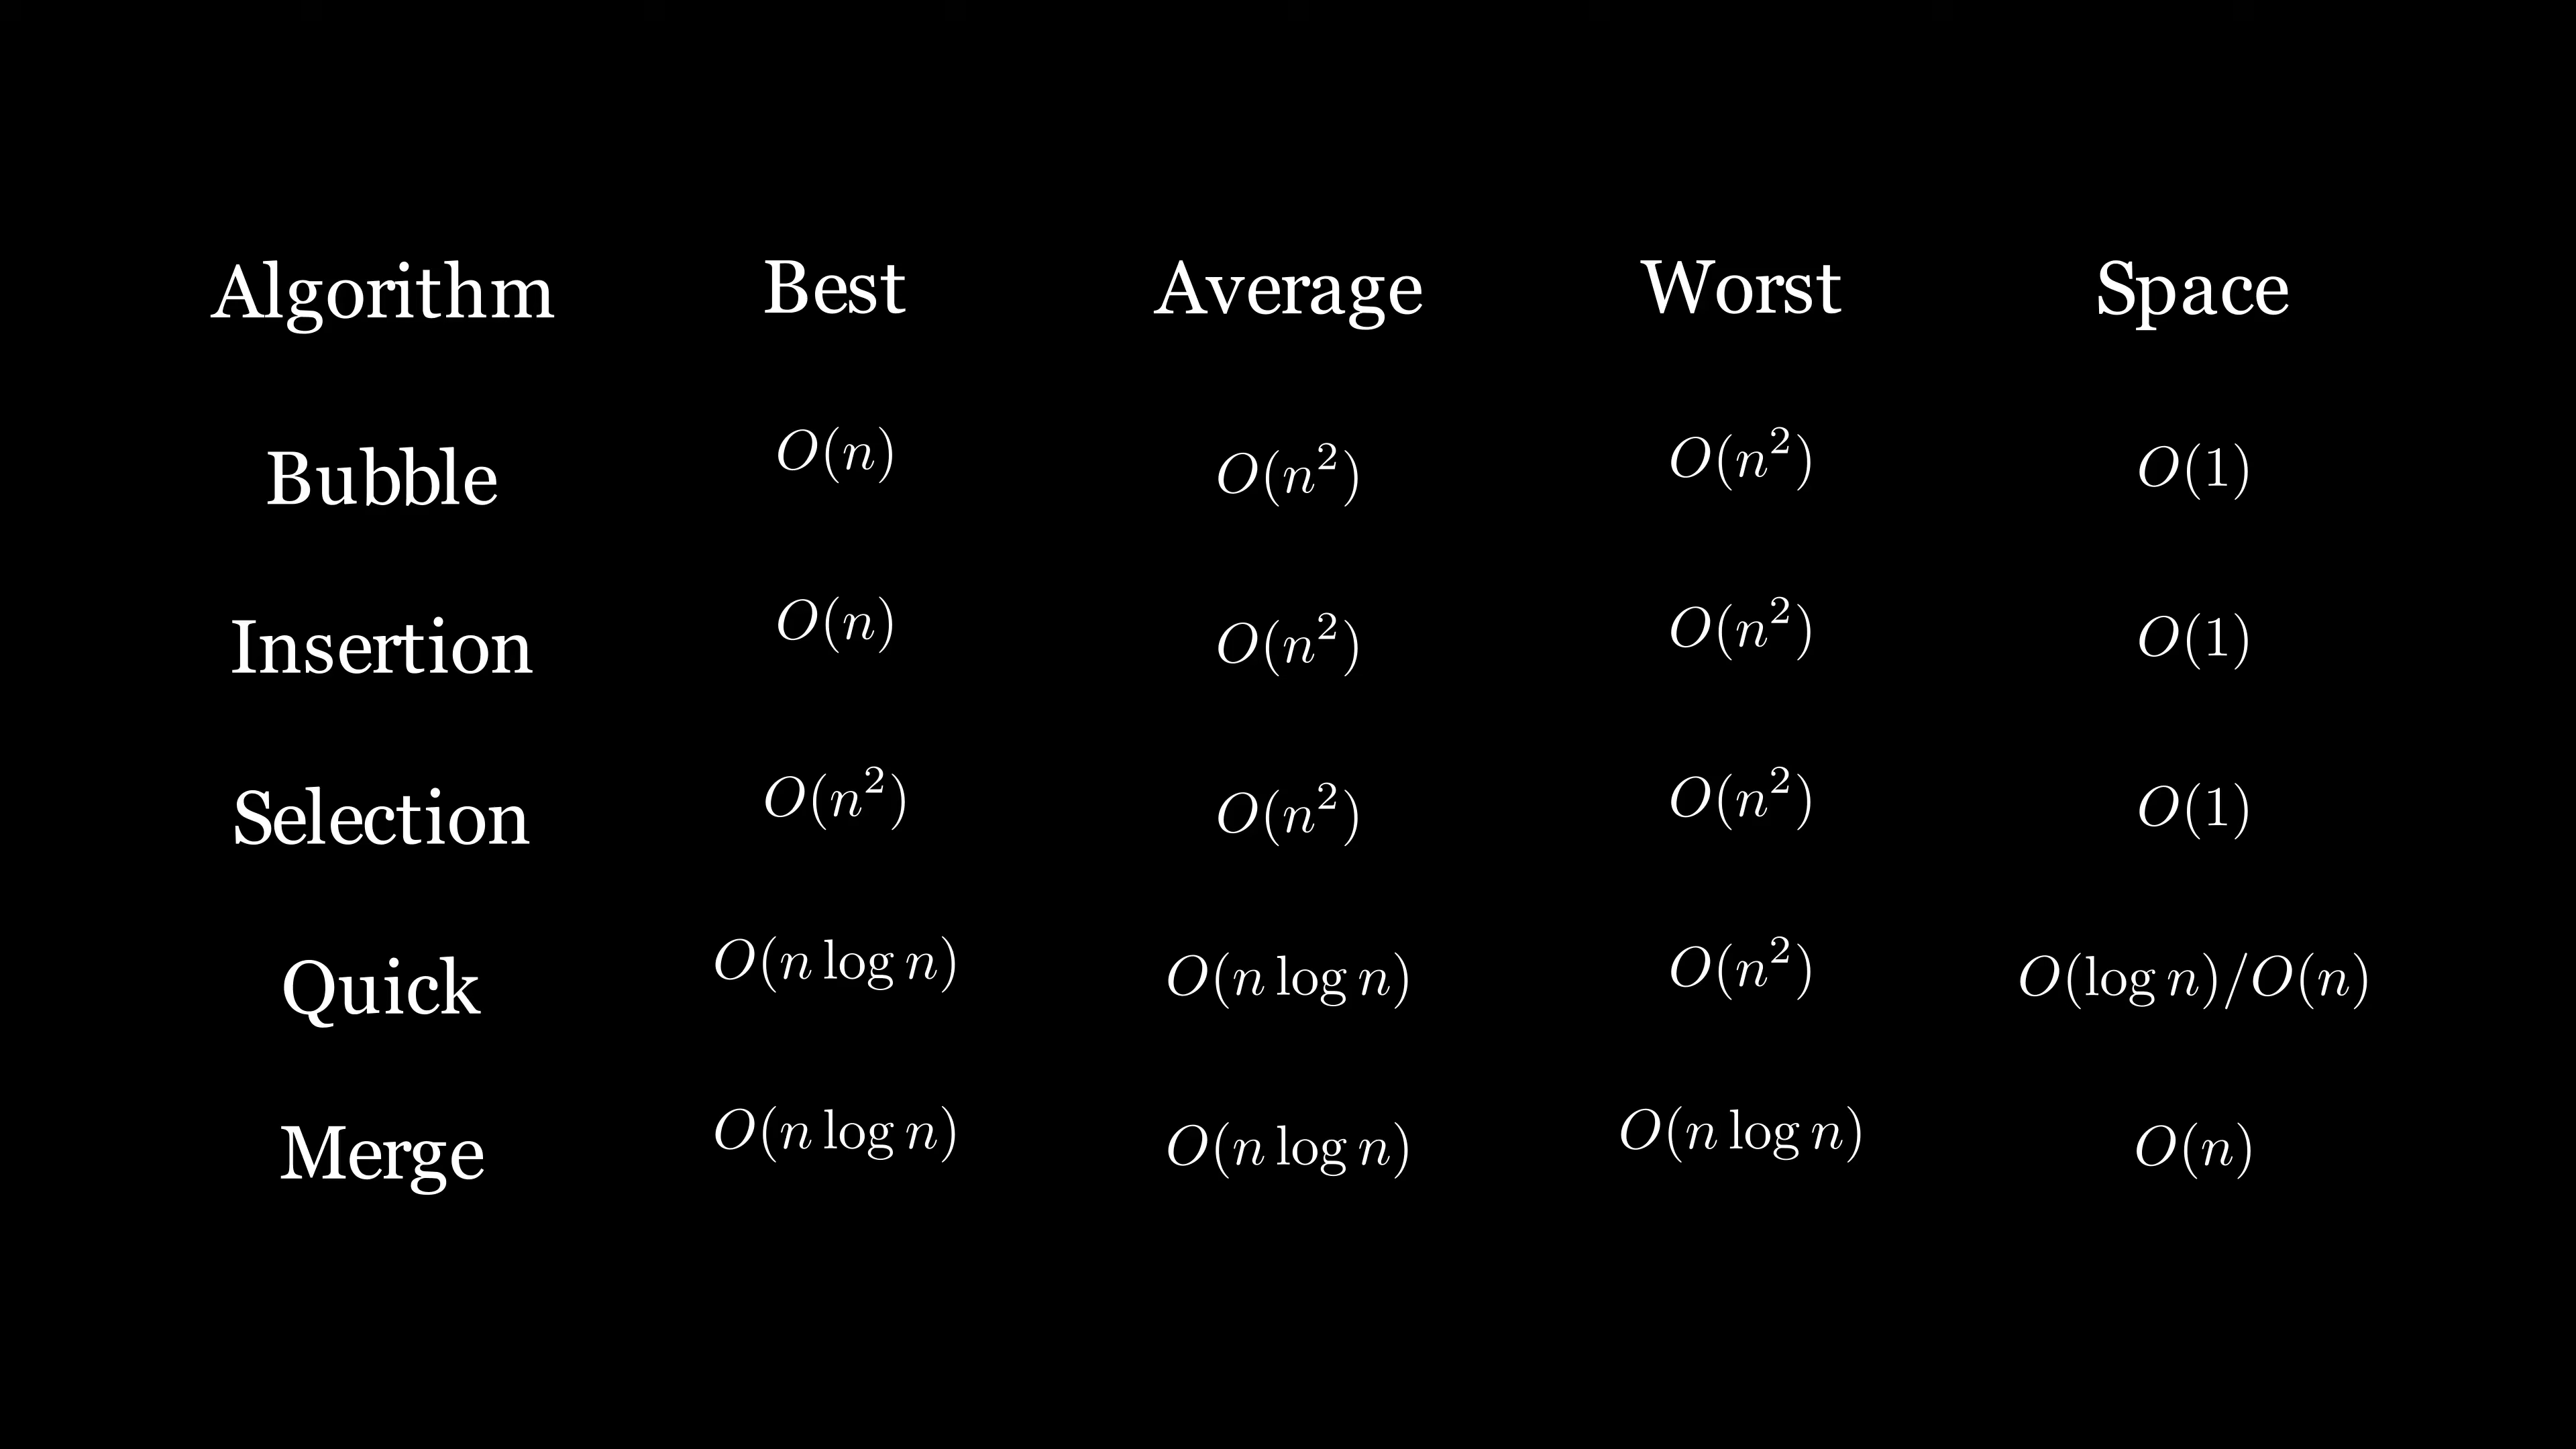 Algorithm Best Average Worst Space
Bubble O(n) O(n²) O(n²) O(1)
Insertion O(n) O(n²) O(n²) O(1)
Selection O(n²) O(n²) O(n²) O(1)
Quick O(n log n) O(n log n) O(n²) O(log n)/O(n)
Merge O(n log n) O(n log n) O(n log n) O(n)